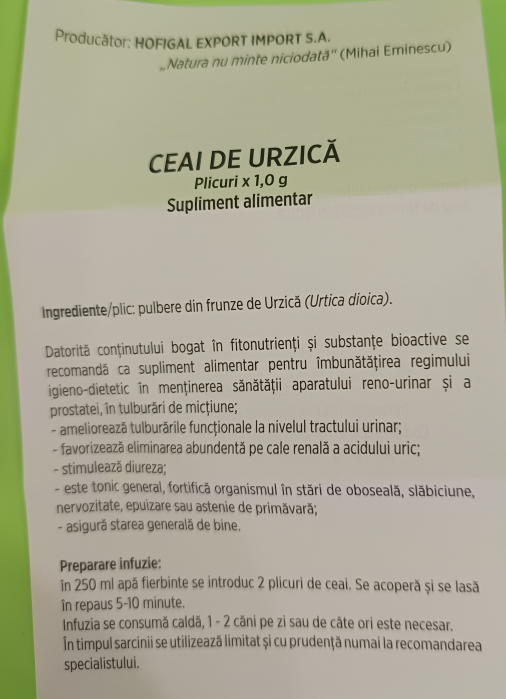 Producător: HOFIGAL EXPORT IMPORT S.A.
„Natura nu minte niciodată“ (Mihai Eminescu)
CEAI DE URZICĂ
Plicuri x 1,0 g
Supliment alimentar
Ingrediente/plic: pulbere din frunze de Urzică (Urtica dioica).
Datorită conținutului bogat în fitonutrienți și substanțe bioactive se
recomandă ca supliment alimentar pentru îmbunătățirea regimului
igieno-dietetic în menținerea sănătății aparatului reno-urinar și a
prostatei, în tulburări de micțiune;
- ameliorează tulburările funcționale la nivelul tractului urinar;
- favorizează eliminarea abundentă pe cale renală a acidului uric;
- stimulează diureza;
- este tonic general, fortifică organismul în stări de oboseală, slăbiciune,
nervozitate, epuizare sau astenie de primăvară;
- asigură starea generală de bine.
Preparare infuzie:
În 250 ml apă fierbinte se introduc 2 plicuri de ceai. Se acoperă și se lasă
în repaus 5-10 minute.
Infuzia se consumă caldă, 1 - 2 căni pe zi sau de câte ori este necesar.
În timpul sarcinii se utilizează limitat și cu prudență numai la recomandarea
specialistului.